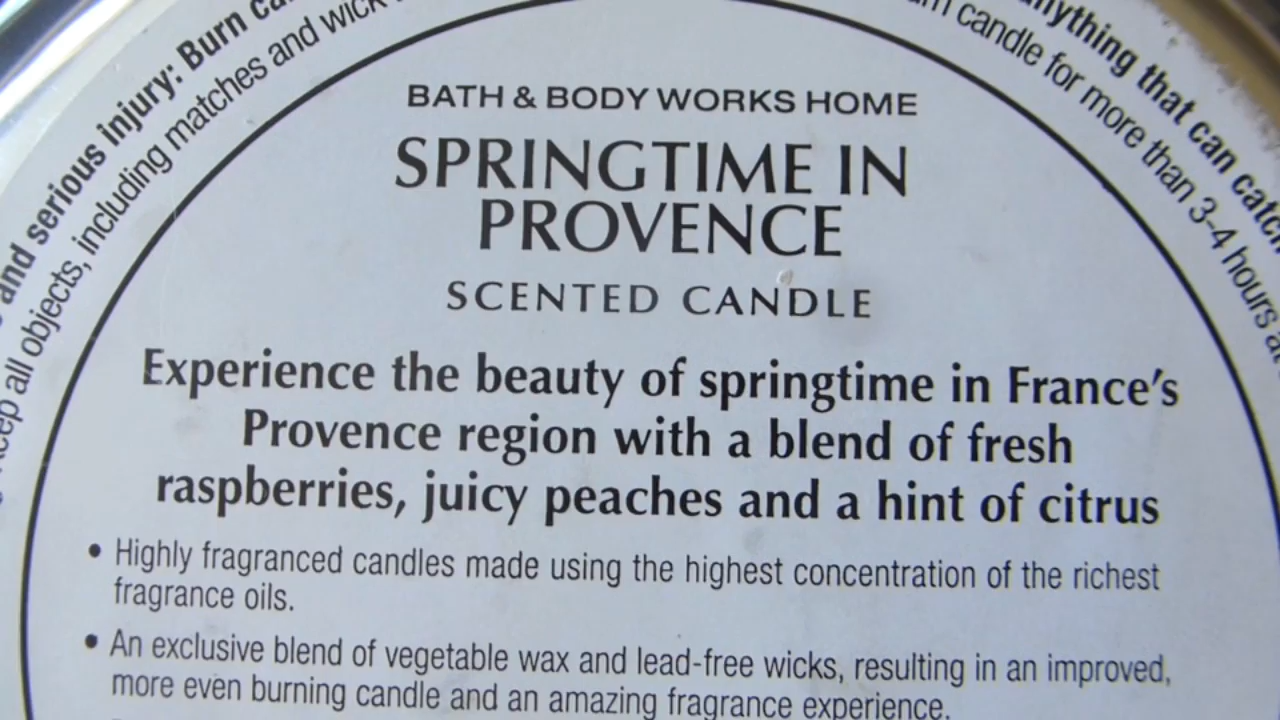 and serious injury: Burn
all objects, including matches and wick
anything that can catch
candle for more than 3-4 hours
BATH & BODY WORKS HOME
SPRINGTIME IN
PROVENCE
SCENTED CANDLE
Experience the beauty of springtime in France's
Provence region with a blend of fresh
raspberries, juicy peaches and a hint of citrus
• Highly fragranced candles made using the highest concentration of the richest
fragrance oils.
• An exclusive blend of vegetable wax and lead-free wicks, resulting in an improved,
more even burning candle and an amazing fragrance experience.